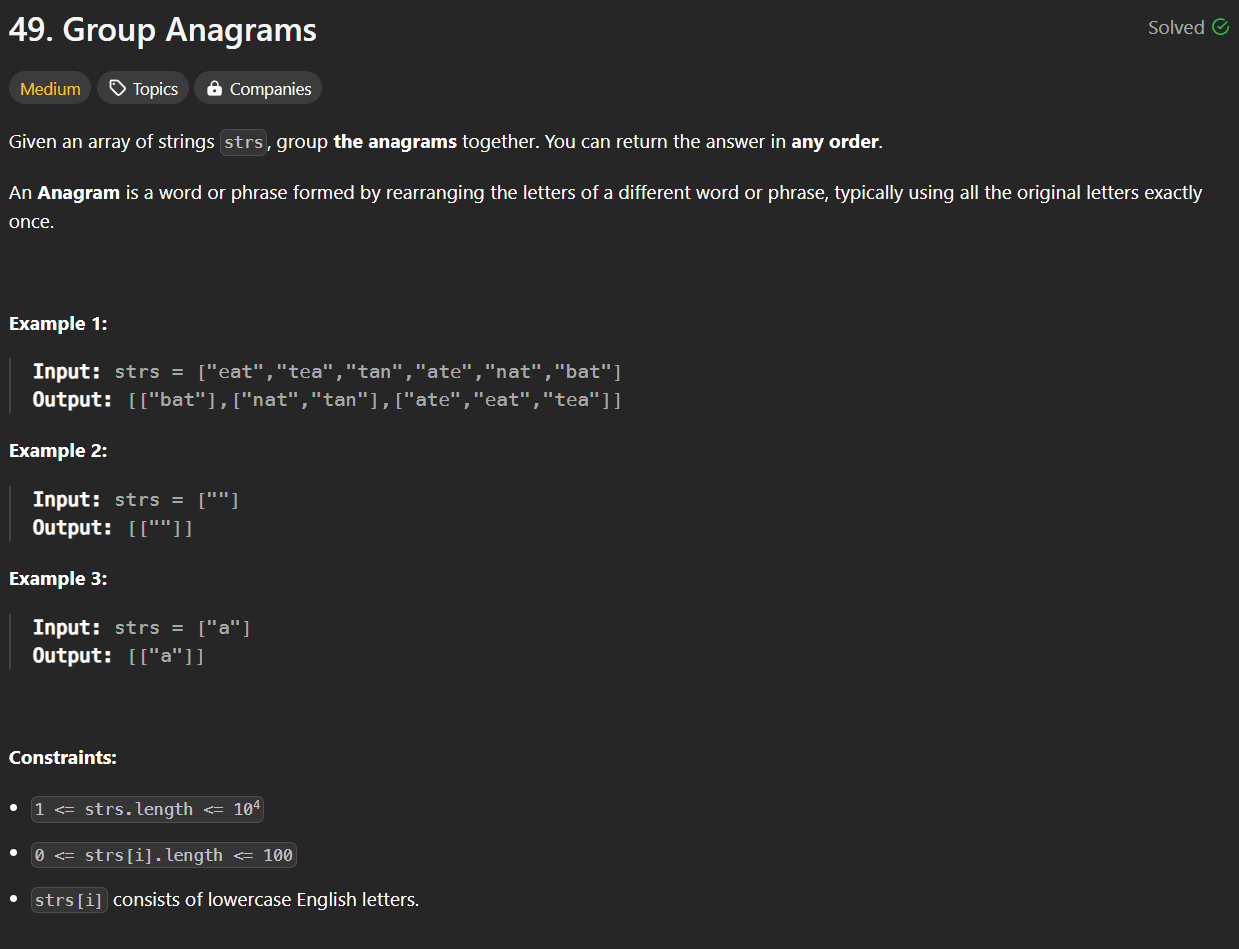 49. Group Anagrams
Solved
Medium
Topics
Companies
Given an array of strings strs, group the anagrams together. You can return the answer in any order.
An Anagram is a word or phrase formed by rearranging the letters of a different word or phrase, typically using all the original letters exactly
once.
Example 1:
Input: strs = ["eat","tea","tan","ate","nat","bat"]
Output: [["bat"],["nat","tan"],["ate","eat","tea"]]
Example 2:
Input: strs = [""]
Output: [[""]]
Example 3:
Input: strs = ["a"]
Output: [["a"]]
Constraints:
• 1 <= strs.length <= 10⁴
• 0 <= strs[i].length <= 100
• strs[i] consists of lowercase English letters.